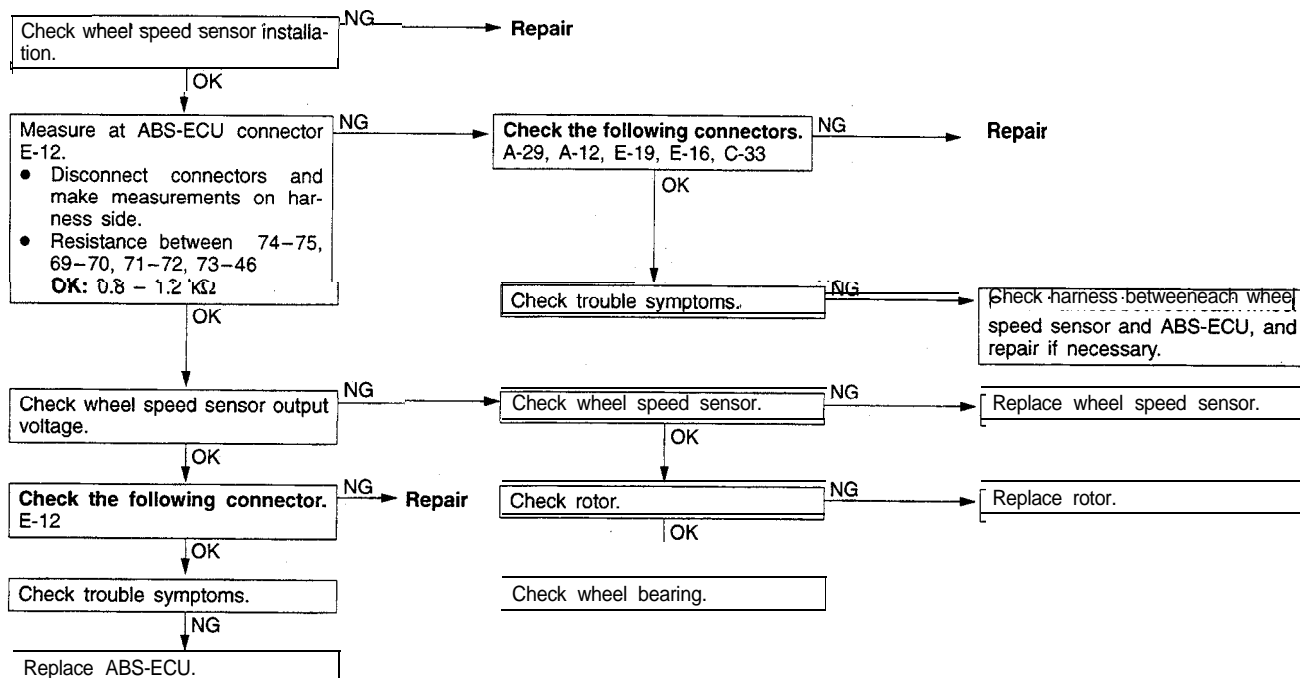 Check wheel speed sensor installa-
tion.
NG
Repair
OK
Measure at ABS-ECU connector
E-12.
● Disconnect connectors and
make measurements on har-
ness side.
● Resistance between 74–75,
69–70, 71–72, 73–46
OK: 0.8 – 1.2 kΩ
NG
Check the following connectors.
A-29, A-12, E-19, E-16, C-33
NG
Repair
OK
Check trouble symptoms.
NG
Check harness betweeneach wheel
speed sensor and ABS-ECU, and
repair if necessary.
OK
Check wheel speed sensor output
voltage.
NG
Check wheel speed sensor.
NG
Replace wheel speed sensor.
OK
OK
Check the following connector.
E-12
NG
Repair
Check rotor.
NG
Replace rotor.
OK
OK
Check trouble symptoms.
Check wheel bearing.
NG
Replace ABS-ECU.